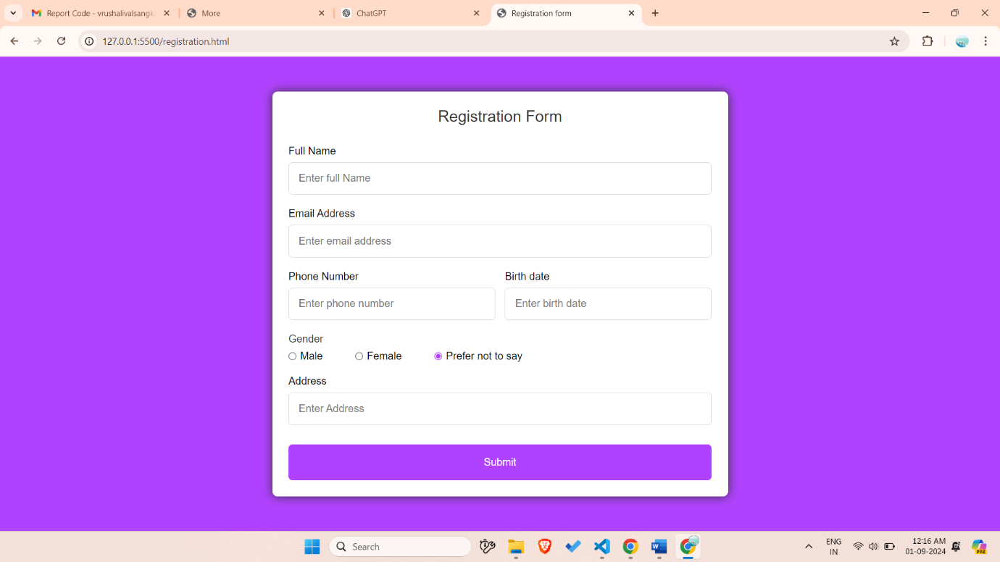 Report Code - vrushalivalsangk
More
ChatGPT
Registration form
127.0.0.1:5500/registration.html
Registration Form
Full Name
Enter full Name
Email Address
Enter email address
Phone Number Birth date
Enter phone number Enter birth date
Gender
Male Female Prefer not to say
Address
Enter Address
Submit
Search
W
PRE
ENG
IN
12:16 AM
01-09-2024